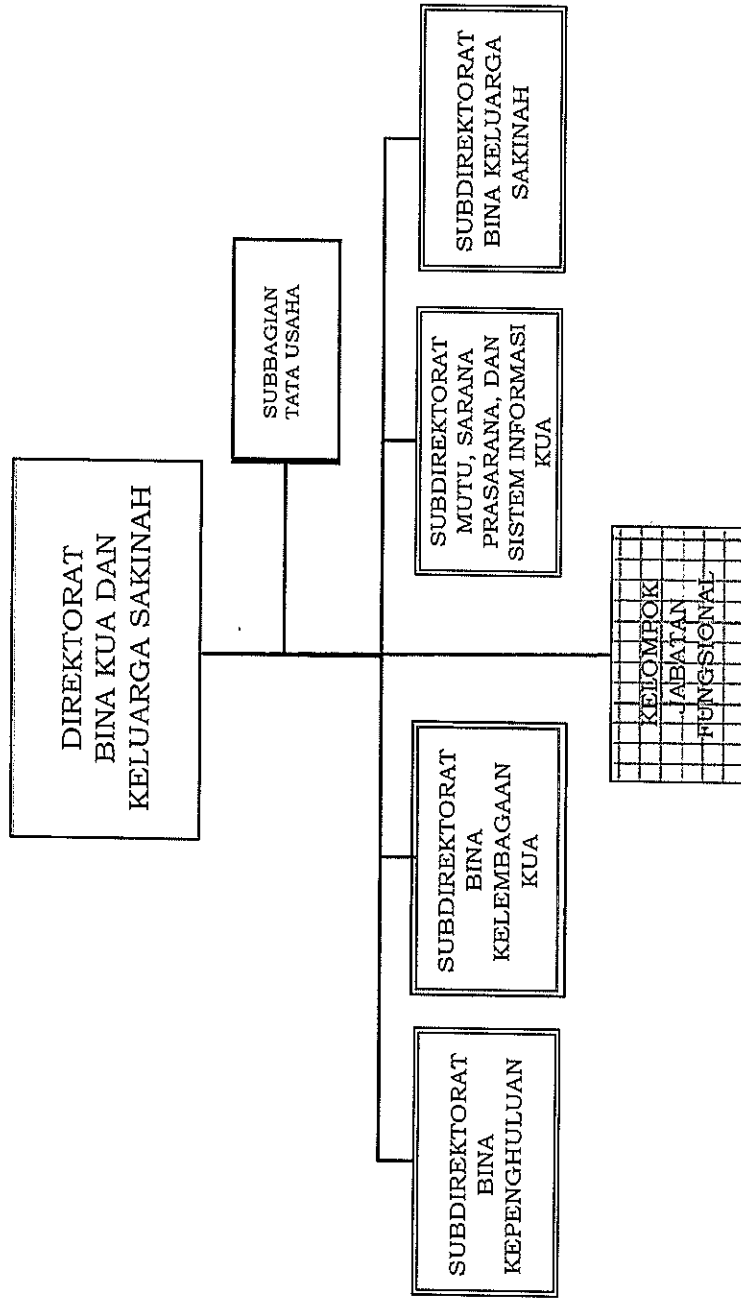 DIREKTORAT
BINA KUA DAN
KELUARGA SAKINAH
SUBBAGIAN
TATA USAHA
SUBDIREKTORAT
BINA
KEPENGHULUAN
SUBDIREKTORAT
BINA
KELEMBAGAAN
KUA
SUBDIREKTORAT
MUTU, SARANA
PRASARANA, DAN
SISTEM INFORMASI
KUA
SUBDIREKTORAT
BINA KELUARGA
SAKINAH
KELOMPOK
JABATAN
FUNGSIONAL